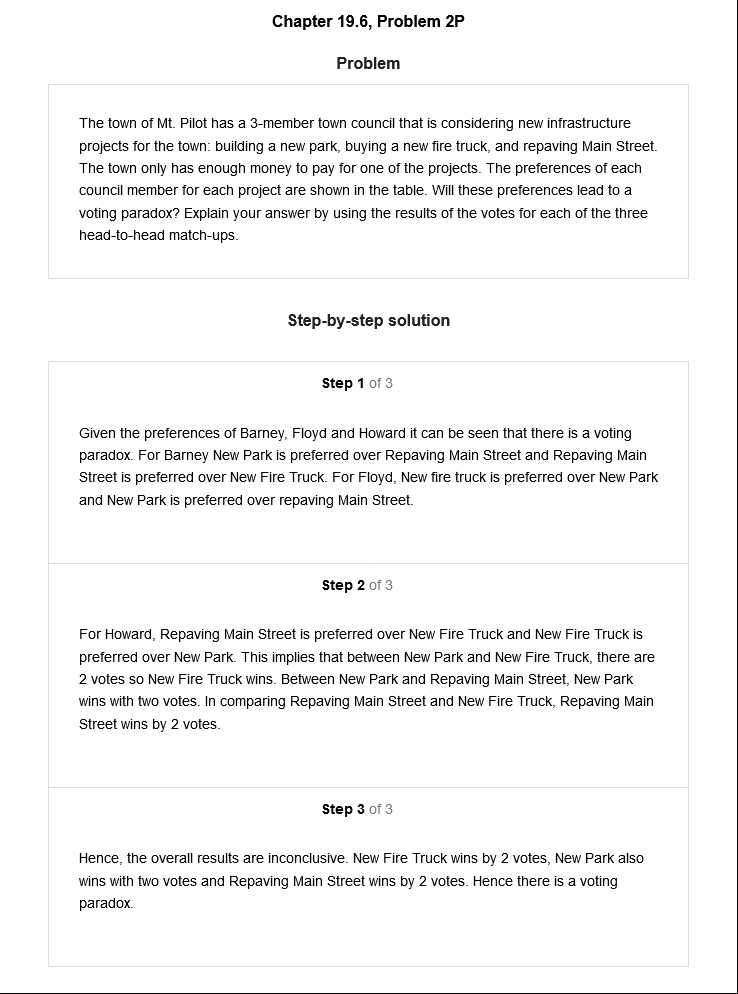 Chapter 19.6, Problem 2P
Problem
The town of Mt. Pilot has a 3-member town council that is considering new infrastructure
projects for the town: building a new park, buying a new fire truck, and repaving Main Street.
The town only has enough money to pay for one of the projects. The preferences of each
council member for each project are shown in the table. Will these preferences lead to a
voting paradox? Explain your answer by using the results of the votes for each of the three
head-to-head match-ups.
Step-by-step solution
Step 1 of 3
Given the preferences of Barney, Floyd and Howard it can be seen that there is a voting
paradox. For Barney New Park is preferred over Repaving Main Street and Repaving Main
Street is preferred over New Fire Truck. For Floyd, New fire truck is preferred over New Park
and New Park is preferred over repaving Main Street.
Step 2 of 3
For Howard, Repaving Main Street is preferred over New Fire Truck and New Fire Truck is
preferred over New Park. This implies that between New Park and New Fire Truck, there are
2 votes so New Fire Truck wins. Between New Park and Repaving Main Street, New Park
wins with two votes. In comparing Repaving Main Street and New Fire Truck, Repaving Main
Street wins by 2 votes.
Step 3 of 3
Hence, the overall results are inconclusive. New Fire Truck wins by 2 votes, New Park also
wins with two votes and Repaving Main Street wins by 2 votes. Hence there is a voting
paradox.